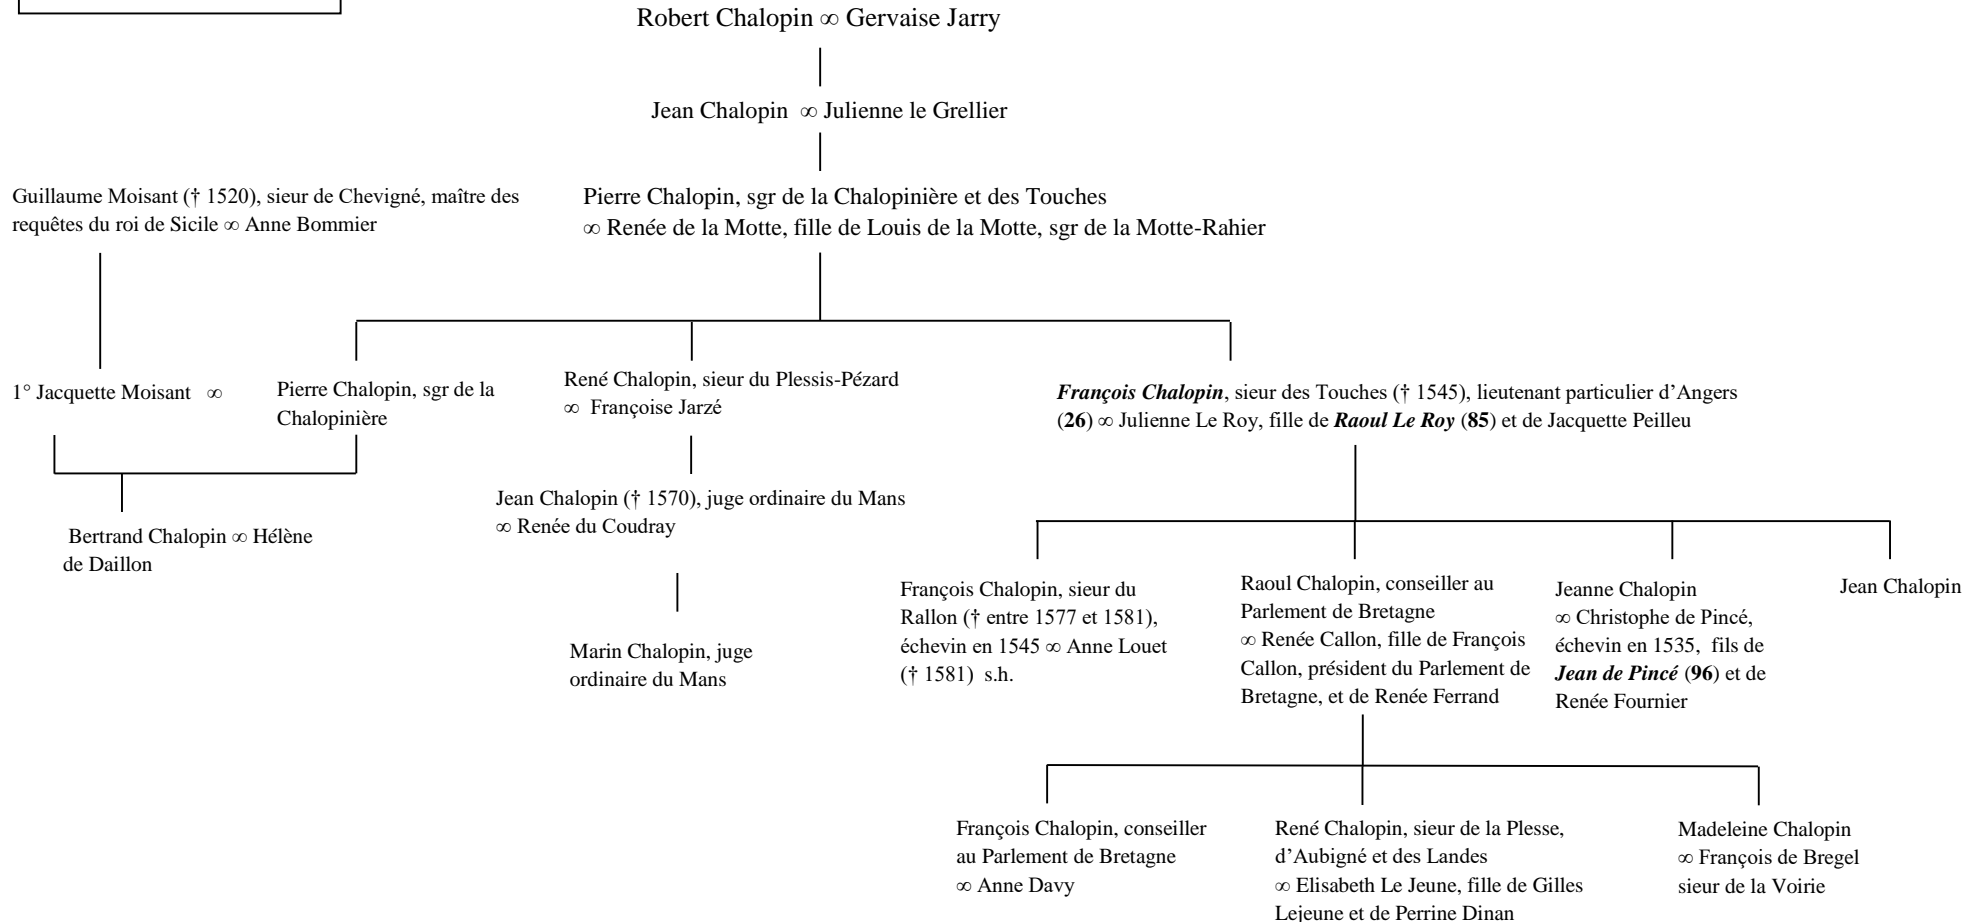 Robert Chalopin ∞ Gervaise Jarry
Jean Chalopin ∞ Julienne le Grellier
Guillaume Moisant († 1520), sieur de Chevigné, maître des
requêtes du roi de Sicile ∞ Anne Bommier
Pierre Chalopin, sgr de la Chalopinière et des Touches
∞ Renée de la Motte, fille de Louis de la Motte, sgr de la Motte-Rahier
1° Jacquette Moisant ∞
Pierre Chalopin, sgr de la
Chalopinière
René Chalopin, sieur du Plessis-Pézard
∞ Françoise Jarzé
François Chalopin, sieur des Touches († 1545), lieutenant particulier d’Angers
(26) ∞ Julienne Le Roy, fille de Raoul Le Roy (85) et de Jacquette Peilleu
Bertrand Chalopin ∞ Hélène
de Daillon
Jean Chalopin († 1570), juge ordinaire du Mans
∞ Renée du Coudray
Marin Chalopin, juge
ordinaire du Mans
François Chalopin, sieur du
Rallon († entre 1577 et 1581),
échevin en 1545 ∞ Anne Louet
(† 1581) s.h.
Raoul Chalopin, conseiller au
Parlement de Bretagne
∞ Renée Callon, fille de François
Callon, président du Parlement de
Bretagne, et de Renée Ferrand
Jeanne Chalopin
∞ Christophe de Pincé,
échevin en 1535, fils de
Jean de Pincé (96) et de
Renée Fournier
Jean Chalopin
François Chalopin, conseiller
au Parlement de Bretagne
∞ Anne Davy
René Chalopin, sieur de la Plesse,
d’Aubigné et des Landes
∞ Elisabeth Le Jeune, fille de Gilles
Lejeune et de Perrine Dinan
Madeleine Chalopin
∞ François de Bregel
sieur de la Voirie